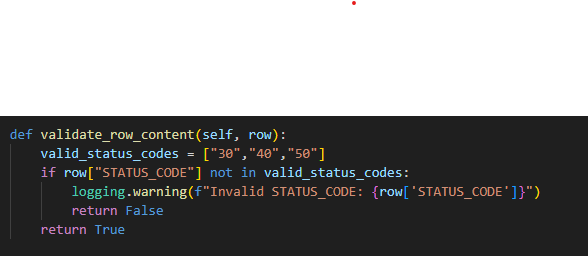 def validate_row_content(self, row):
    valid_status_codes = ["30","40","50"]
    if row["STATUS_CODE"] not in valid_status_codes:
        logging.warning(f"Invalid STATUS_CODE: {row['STATUS_CODE']}")
        return False
    return True